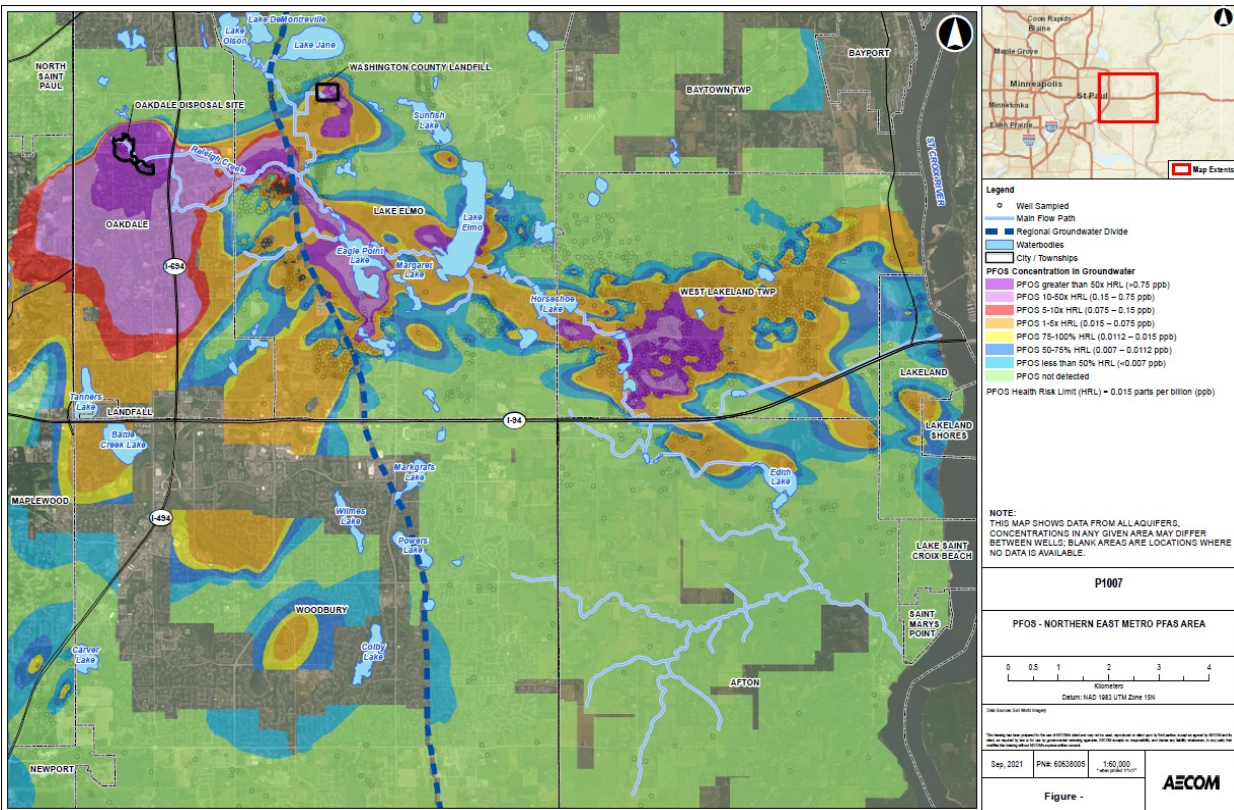 Lake DeMontreville
Lake
Olson
Lake Jane
NORTH
SAINT
PAUL
WASHINGTON COUNTY LANDFILL
BAYPORT
BAYTOWN TWP
OAKDALE DISPOSAL SITE
Sunfish
Lake
Raleigh Creek
ST CROIX RIVER
OAKDALE
LAKE ELMO
Lake
Elmo
I-694
Eagle Point
Lake
Margaret
Lake
WEST LAKELAND TWP
Horseshoe
Lake
LAKELAND
Tanners
Lake
LANDFALL
I-94
LAKELAND
SHORES
Battle
Creek Lake
Markgrafs
Lake
Edith
Lake
MAPLEWOOD
I-494
Wilmes
Lake
Powers
Lake
LAKE SAINT
CROIX BEACH
WOODBURY
SAINT
MARYS
POINT
Carver
Lake
Colby
Lake
AFTON
NEWPORT
Coon Rapids
Blaine
Maple Grove
Minneapolis
St Paul
Minnetonka
Eden Prairie
Map Extents
Legend
Well Sampled
Main Flow Path
Regional Groundwater Divide
Waterbodies
City / Townships
PFOS Concentration in Groundwater
PFOS greater than 50x HRL (>0.75 ppb)
PFOS 10-50x HRL (0.15 – 0.75 ppb)
PFOS 5-10x HRL (0.075 – 0.15 ppb)
PFOS 1-5x HRL (0.015 – 0.075 ppb)
PFOS 75-100% HRL (0.0112 – 0.015 ppb)
PFOS 50-75% HRL (0.007 – 0.0112 ppb)
PFOS less than 50% HRL (<0.007 ppb)
PFOS not detected
PFOS Health Risk Limit (HRL) = 0.015 parts per billion (ppb)
NOTE:
THIS MAP SHOWS DATA FROM ALL AQUIFERS,
CONCENTRATIONS IN ANY GIVEN AREA MAY DIFFER
BETWEEN WELLS; BLANK AREAS ARE LOCATIONS WHERE
NO DATA IS AVAILABLE.
P1007
PFOS - NORTHERN EAST METRO PFAS AREA
0 0.5 1 2 3 4
Kilometers
Datum: NAD 1983 UTM Zone 15N
Data Sources: Esri World Imagery
Sep, 2021 PN#: 60638005 1:60,000
Figure -
AECOM